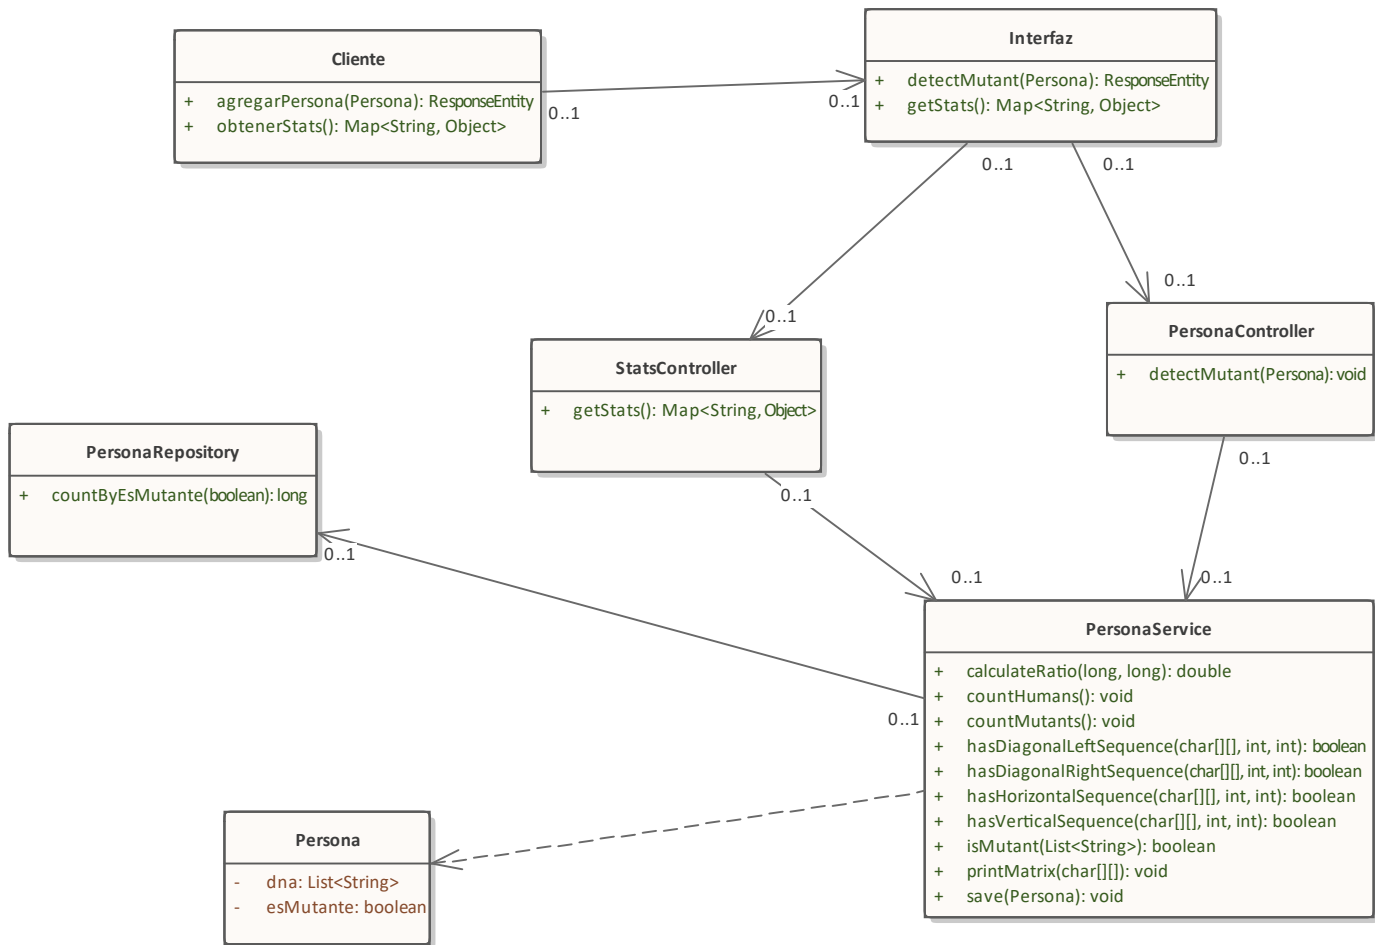 Cliente
+ agregarPersona(Persona): ResponseEntity
+ obtenerStats(): Map<String, Object>
Interfaz
+ detectMutant(Persona): ResponseEntity
+ getStats(): Map<String, Object>
0..1
0..1
0..1
0..1
0..1
0..1
StatsController
+ getStats(): Map<String, Object>
PersonaController
+ detectMutant(Persona): void
PersonaRepository
+ countByEsMutante(boolean): long
0..1
0..1
0..1
0..1
0..1
0..1
PersonaService
+ calculateRatio(long, long): double
+ countHumans(): void
+ countMutants(): void
+ hasDiagonalLeftSequence(char[][], int, int): boolean
+ hasDiagonalRightSequence(char[][], int, int): boolean
+ hasHorizontalSequence(char[][], int, int): boolean
+ hasVerticalSequence(char[][], int, int): boolean
+ isMutant(List<String>): boolean
+ printMatrix(char[][]): void
+ save(Persona): void
Persona
- dna: List<String>
- esMutante: boolean